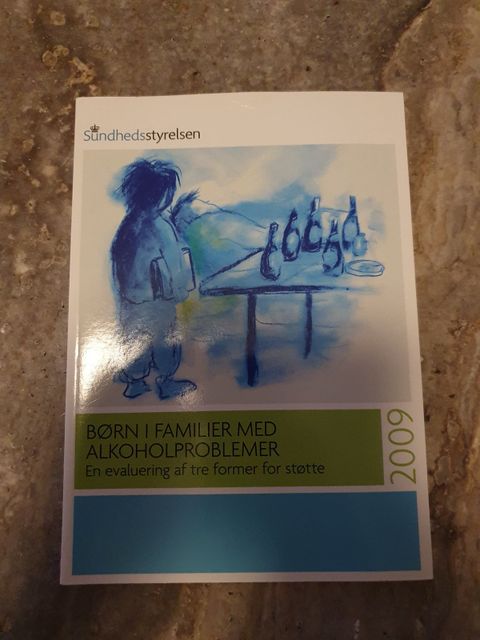 Sundhedsstyrelsen
BØRN I FAMILIER MED
ALKOHOLPROBLEMER
En evaluering af tre former for støtte
2009